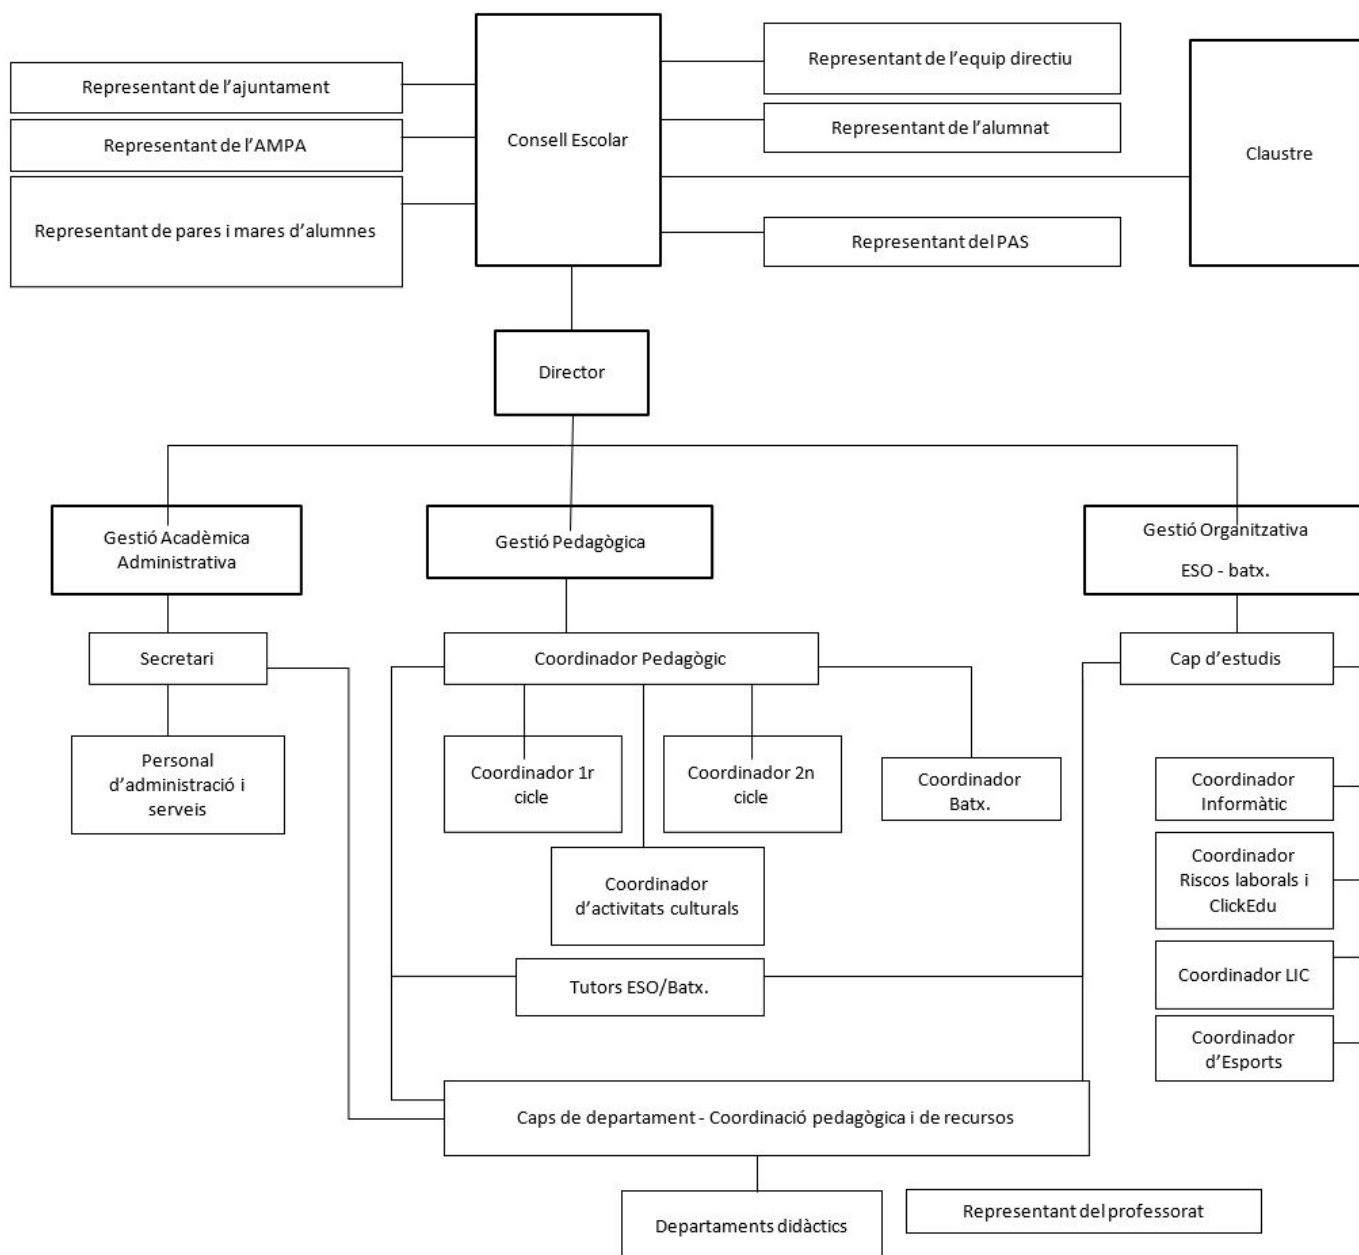 Representant de l'equip directiu
Representant de l'ajuntament
Representant de l'alumnat
Consell Escolar
Representant de l'AMPA
Claustre
Representant de pares i mares d'alumnes
Representant del PAS
Director
Gestió Acadèmica
Administrativa
Gestió Pedagògica
Gestió Organitzativa
ESO - batx.
Secretari
Coordinador Pedagògic
Cap d'estudis
Personal
d'administració i
serveis
Coordinador 1r
cicle
Coordinador 2n
cicle
Coordinador
Batx.
Coordinador
Informàtic
Coordinador
d'activitats culturals
Coordinador
Riscos laborals i
ClickEdu
Tutors ESO/Batx.
Coordinador LIC
Coordinador
d'Esports
Caps de departament - Coordinació pedagògica i de recursos
Departaments didàctics
Representant del professorat